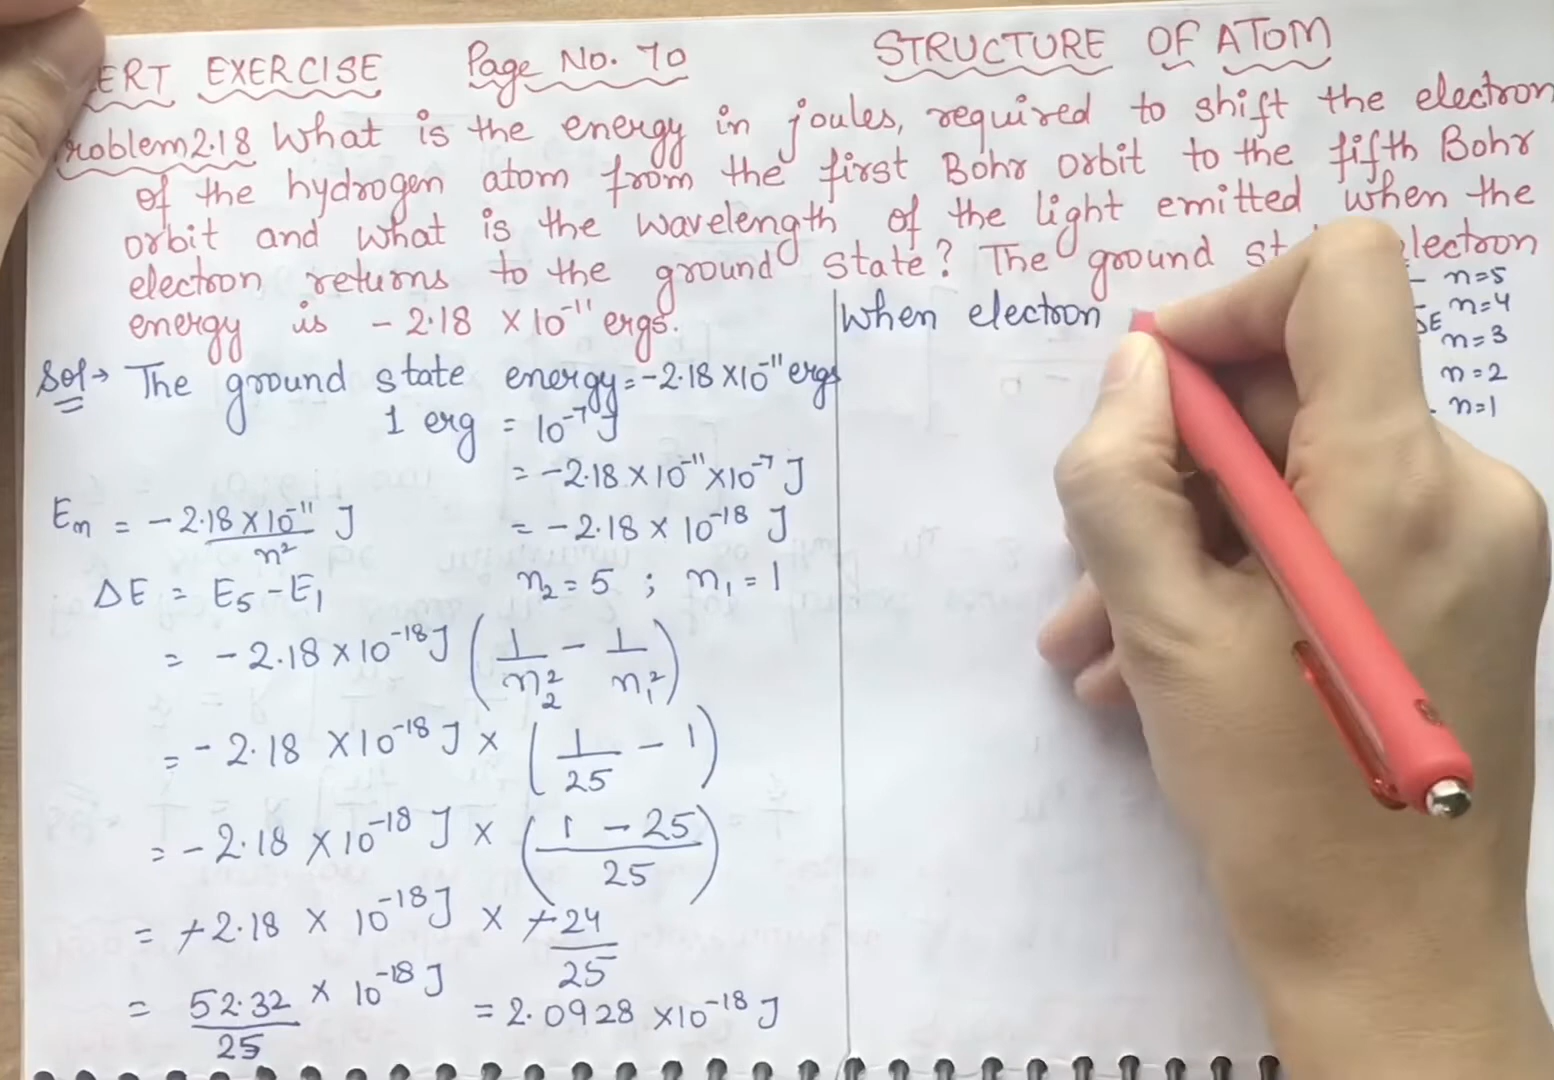 ERT EXERCISE Page No. 70 STRUCTURE OF ATOM
roblem 2.18 What is the energy in joules, required to shift the electron
of the hydrogen atom from the first Bohr orbit to the fifth Bohr
orbit and what is the wavelength of the light emitted when the
electron returns to the ground state? The ground st lectron
energy is - 2.18 × 10⁻¹¹ ergs.
Sol→ The ground state energy = -2.18 × 10⁻¹¹ ergs
1 erg = 10⁻⁷ J
= -2.18 × 10⁻¹¹ × 10⁻⁷ J
Eₙ = -2.18 × 10⁻¹¹/n² J = -2.18 × 10⁻¹⁸ J
ΔE = E₅ - E₁ n₂ = 5 ; n₁ = 1
= -2.18 × 10⁻¹⁸ J (1/n₂² - 1/n₁²)
= -2.18 × 10⁻¹⁸ J × (1/25 - 1)
= -2.18 × 10⁻¹⁸ J × (1 - 25/25)
= +2.18 × 10⁻¹⁸ J × +24/25
= 52.32/25 × 10⁻¹⁸ J = 2.0928 × 10⁻¹⁸ J
When electron
n=5
n=4
E
n=3
n=2
n=1